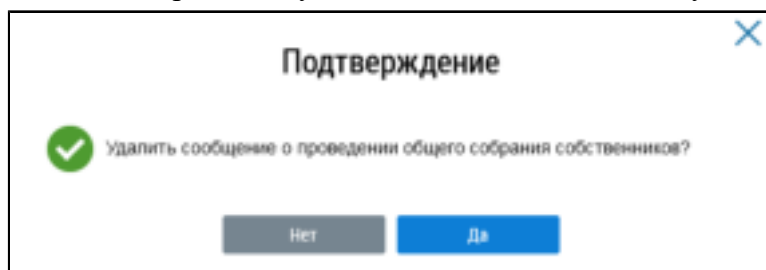 Подтверждение
Удалить сообщение о проведении общего собрания собственников?
Нет Да